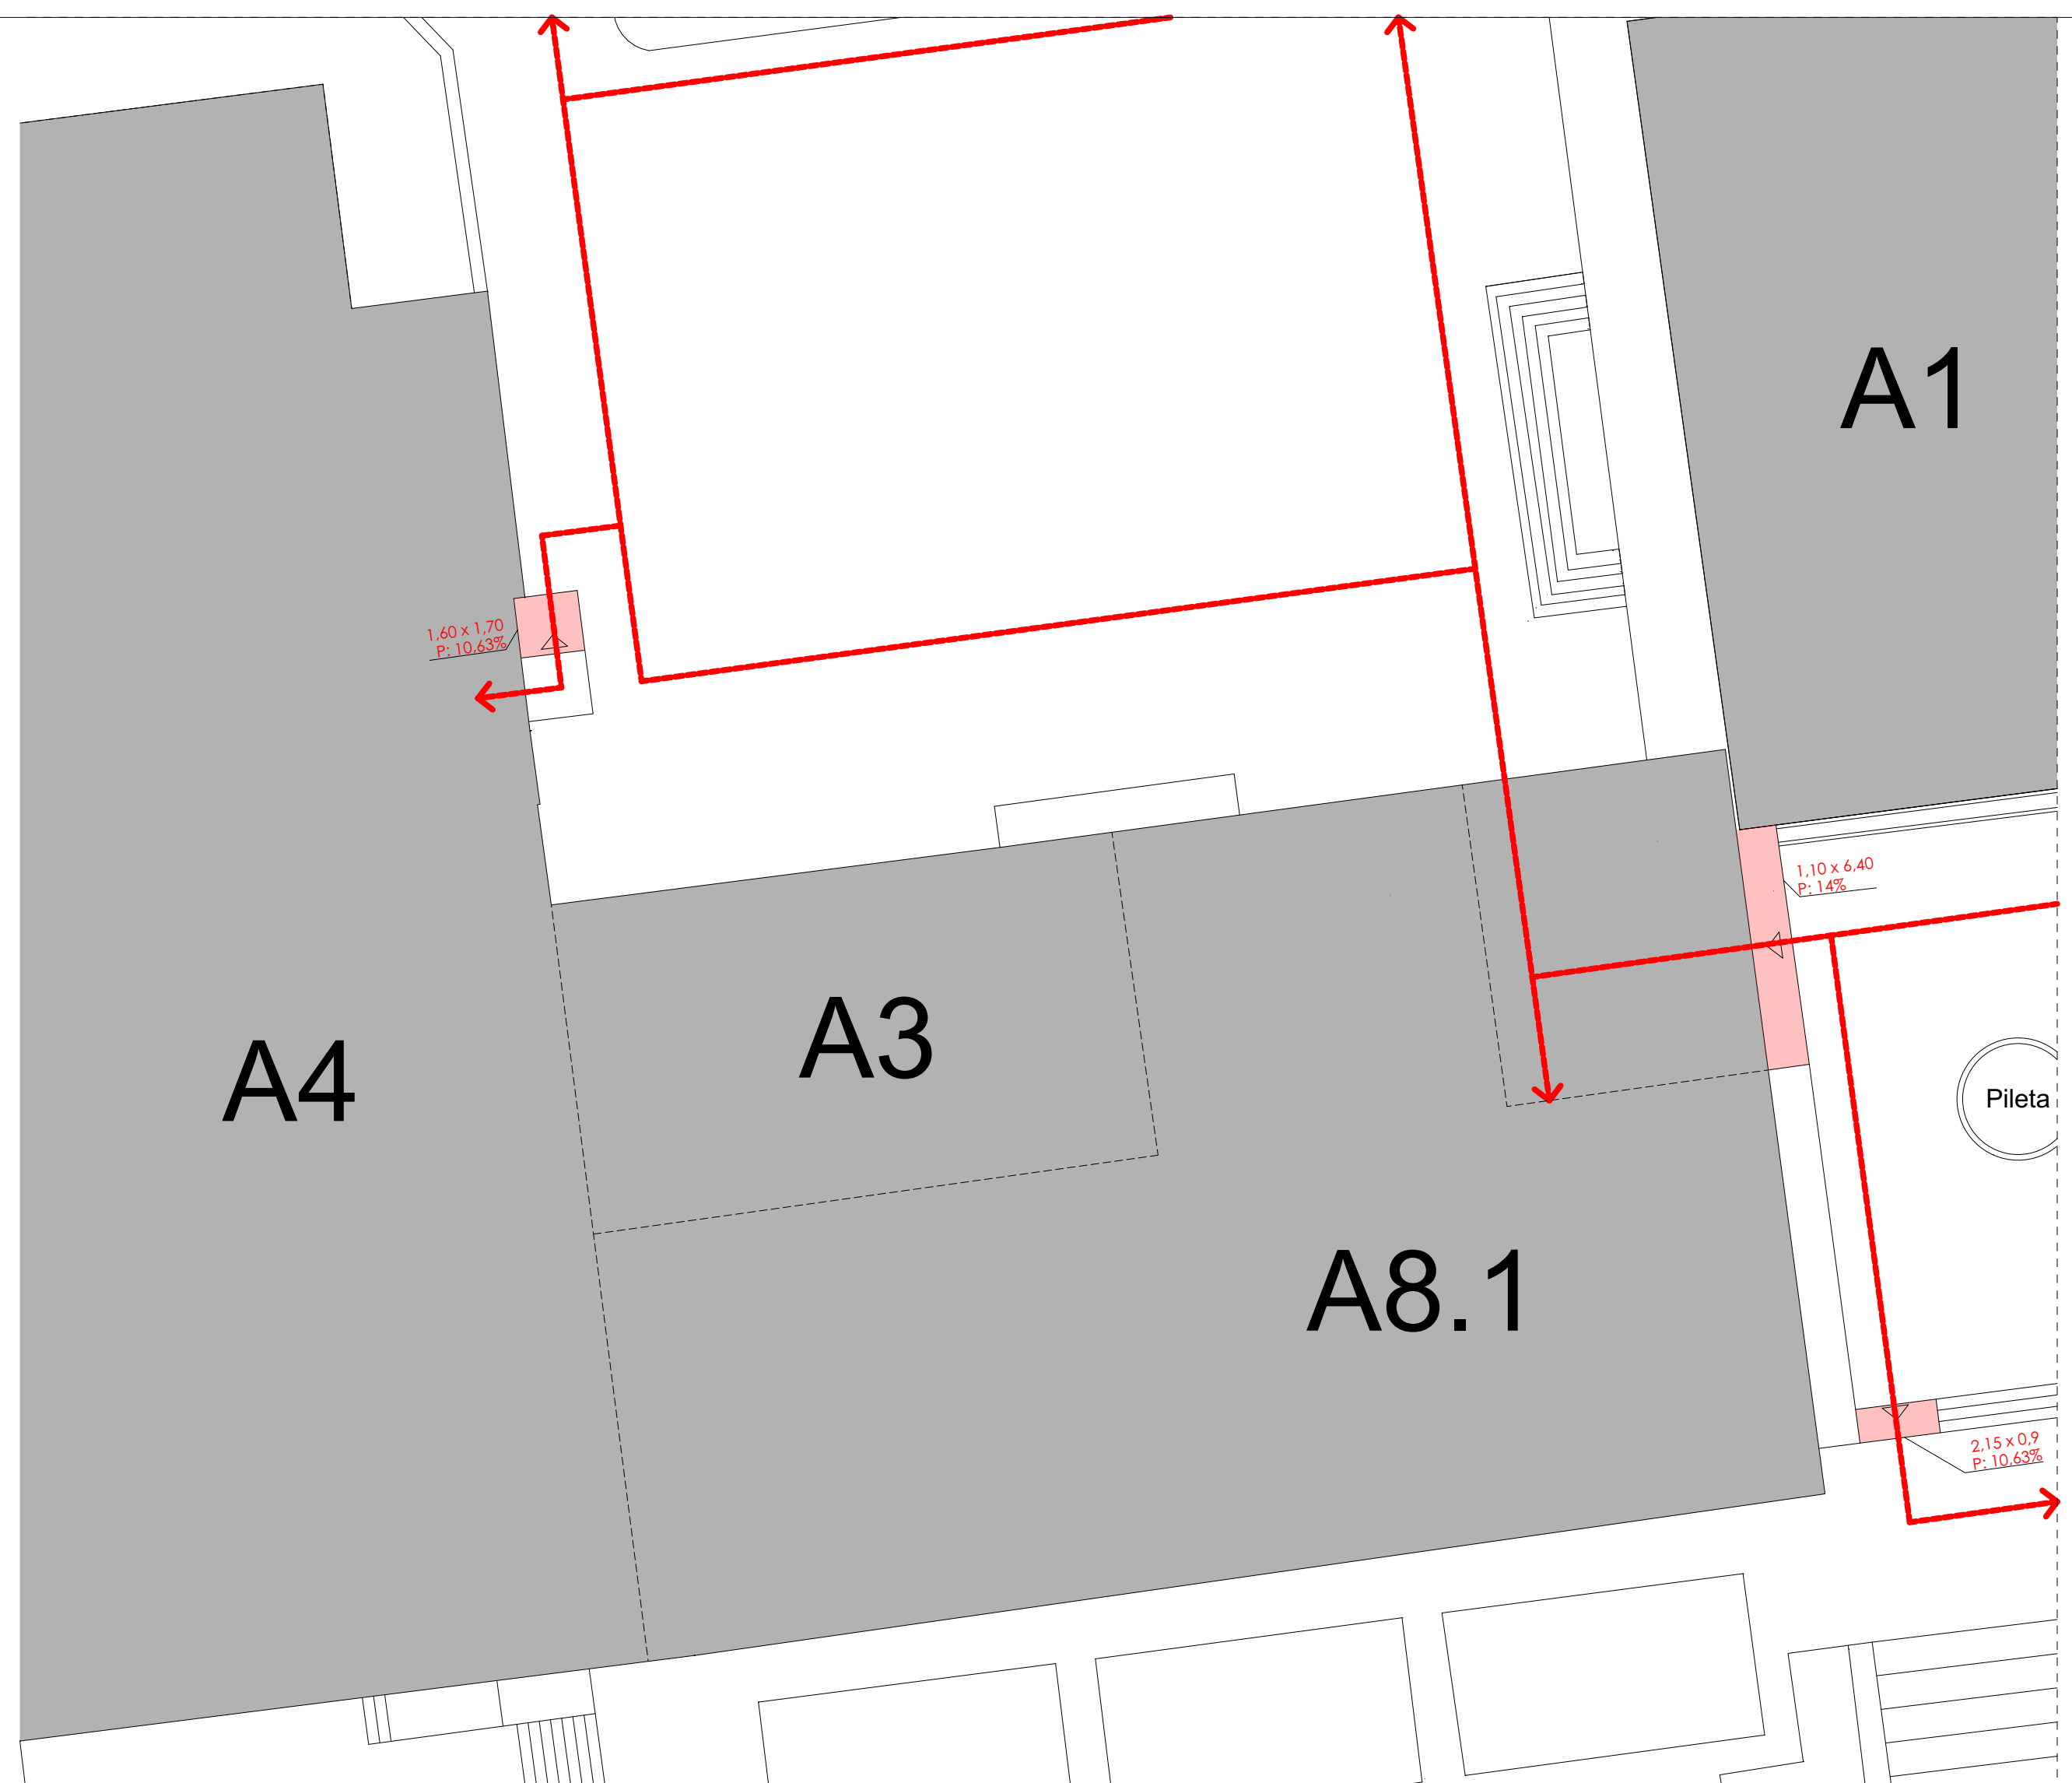 A1
1,60 x 1,70
P: 10,63%
1,10 x 6,40
P: 14%
A3
A4
Pileta
A8.1
2,15 x 0,9
P: 10,63%